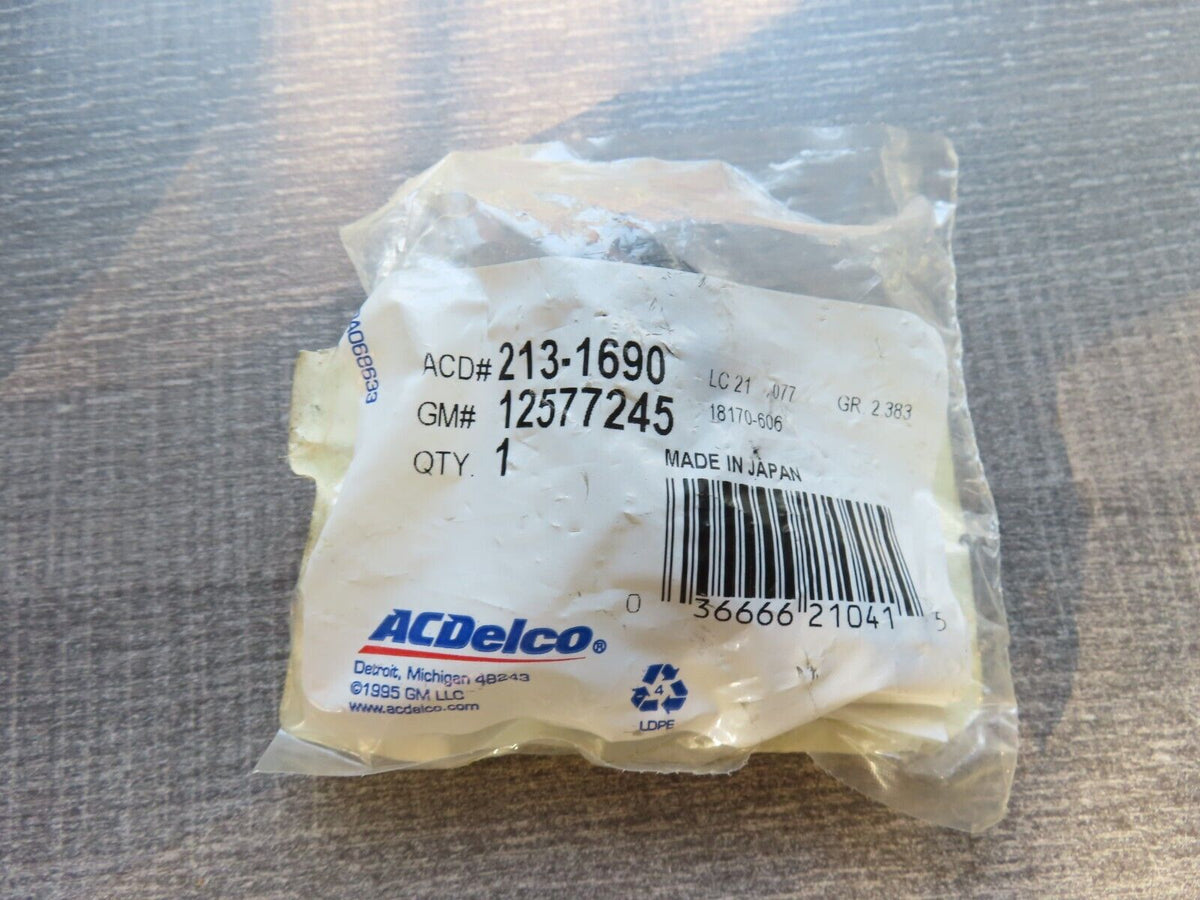 ACD# 213-1690
GM# 12577245
QTY. 1
LC 21 077
18170-606
GR. 2.383
MADE IN JAPAN
0 36666 21041 5
ACDelco®
Detroit, Michigan 48243
©1995 GM LLC
www.acdelco.com
4
LDPE
A068633